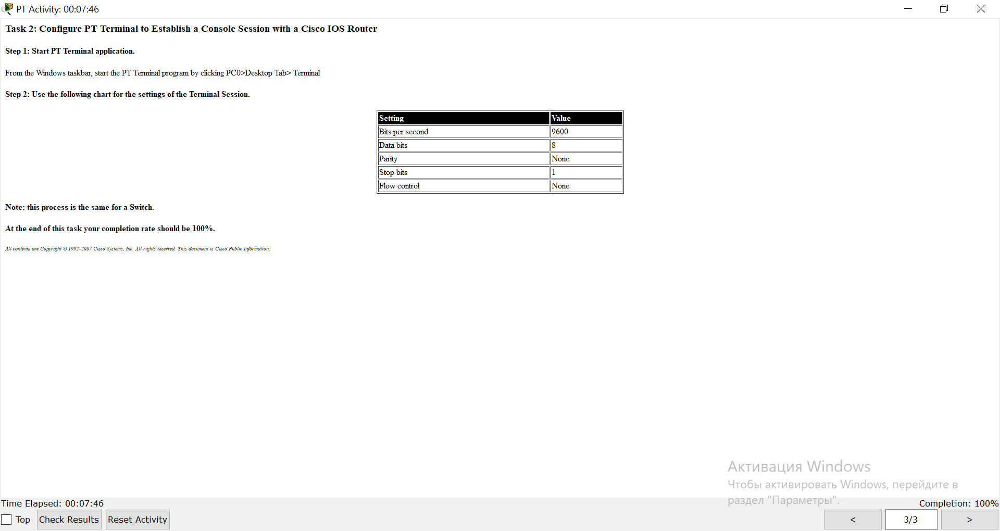 PT Activity: 00:07:46
Task 2: Configure PT Terminal to Establish a Console Session with a Cisco IOS Router
Step 1: Start PT Terminal application.
From the Windows taskbar, start the PT Terminal program by clicking PC0>Desktop Tab> Terminal
Step 2: Use the following chart for the settings of the Terminal Session.
Setting Value
Bits per second 9600
Data bits 8
Parity None
Stop bits 1
Flow control None
Note: this process is the same for a Switch.
At the end of this task your completion rate should be 100%.
All contents are Copyright © 1992–2007 Cisco Systems, Inc. All rights reserved. This document is Cisco Public Information.
Активация Windows
Чтобы активировать Windows, перейдите в
раздел "Параметры".
Time Elapsed: 00:07:46 Completion: 100%
Top Check Results Reset Activity < 3/3 >